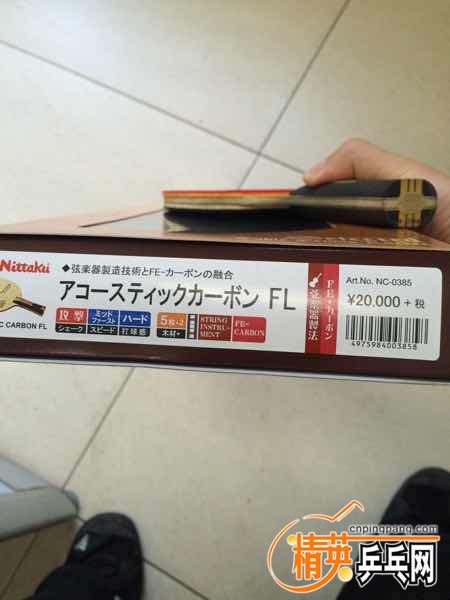 Nittaku
◆弦楽器製造技術とFE-カーボンの融合
アコースティックカーボン FL
C CARBON FL
攻撃
シェーク
ミッド
ファースト
スピード
ハード
打球感
5枚+2
木材+
STRING
INSTRU-
MENT
FE-
CARBON
FE-カーボン
弦楽器製法
Art.No. NC-0385
¥20,000 +税
4975984003858
cnpingpang.com
精英乒乓网